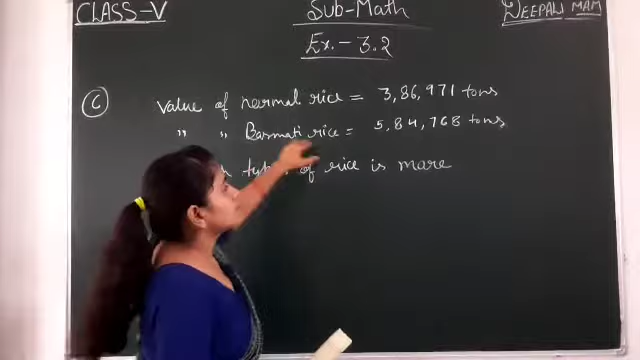 CLASS-V Sub-Math DEEPALI MAM
Ex.-3.2
C Value of normal rice = 3,86,971 tons
" " Basmati rice = 5,84,768 tons
of rice is more